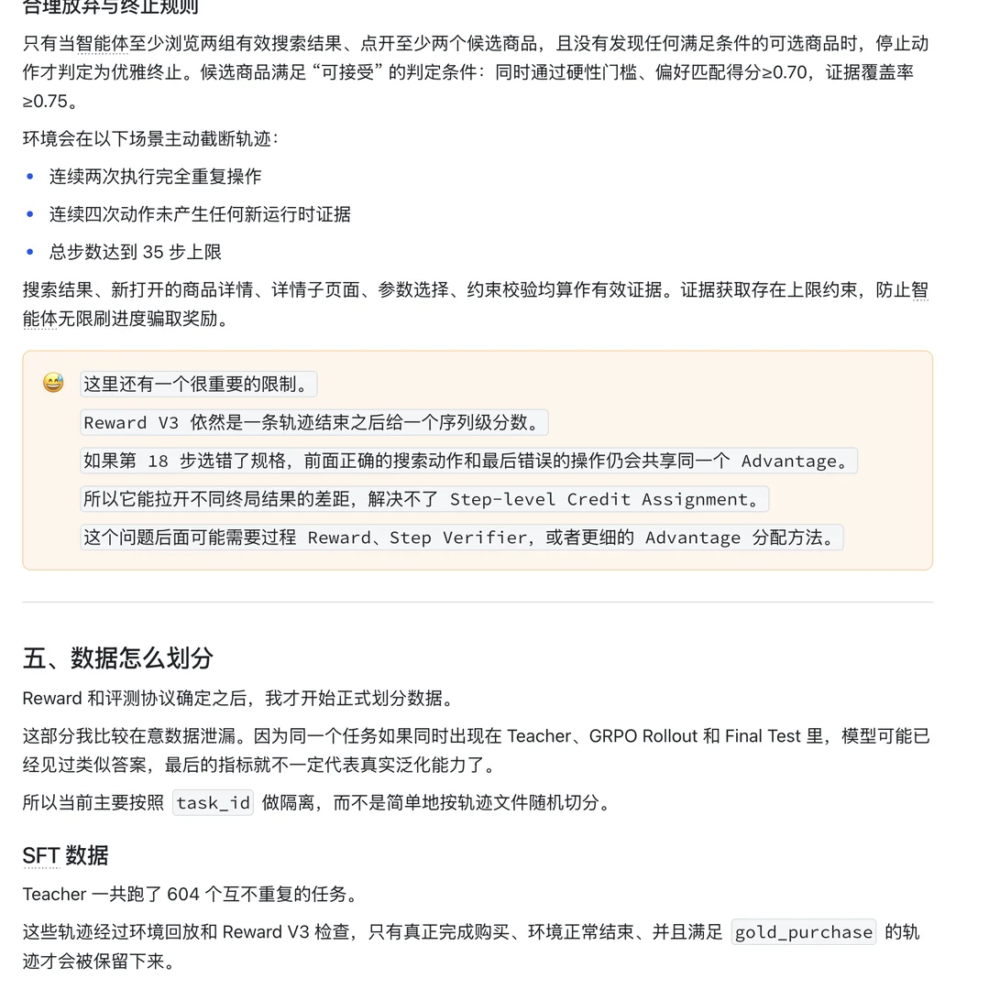 合理放弃与终止规则
只有当智能体至少浏览两组有效搜索结果、点开至少两个候选商品，且没有发现任何满足条件的可选商品时，停止动
作才判定为优雅终止。候选商品满足 “可接受” 的判定条件：同时通过硬性门槛、偏好匹配得分≥0.70，证据覆盖率
≥0.75。
环境会在以下场景主动截断轨迹：
• 连续两次执行完全重复操作
• 连续四次动作未产生任何新运行时证据
• 总步数达到 35 步上限
搜索结果、新打开的商品详情、详情子页面、参数选择、约束校验均算作有效证据。证据获取存在上限约束，防止智
能体无限刷进度骗取奖励。
😅 这里还有一个很重要的限制。
Reward V3 依然是一条轨迹结束之后给一个序列级分数。
如果第 18 步选错了规格，前面正确的搜索动作和最后错误的操作仍会共享同一个 Advantage。
所以它能拉开不同终局结果的差距，解决不了 Step-level Credit Assignment。
这个问题后面可能需要过程 Reward、Step Verifier，或者更细的 Advantage 分配方法。
五、数据怎么划分
Reward 和评测协议确定之后，我才开始正式划分数据。
这部分我比较在意数据泄漏。因为同一个任务如果同时出现在 Teacher、GRPO Rollout 和 Final Test 里，模型可能已
经见过类似答案，最后的指标就不一定代表真实泛化能力了。
所以当前主要按照 task_id 做隔离，而不是简单地按轨迹文件随机切分。
SFT 数据
Teacher 一共跑了 604 个互不重复的任务。
这些轨迹经过环境回放和 Reward V3 检查，只有真正完成购买、环境正常结束、并且满足 gold_purchase 的轨
迹才会被保留下来。